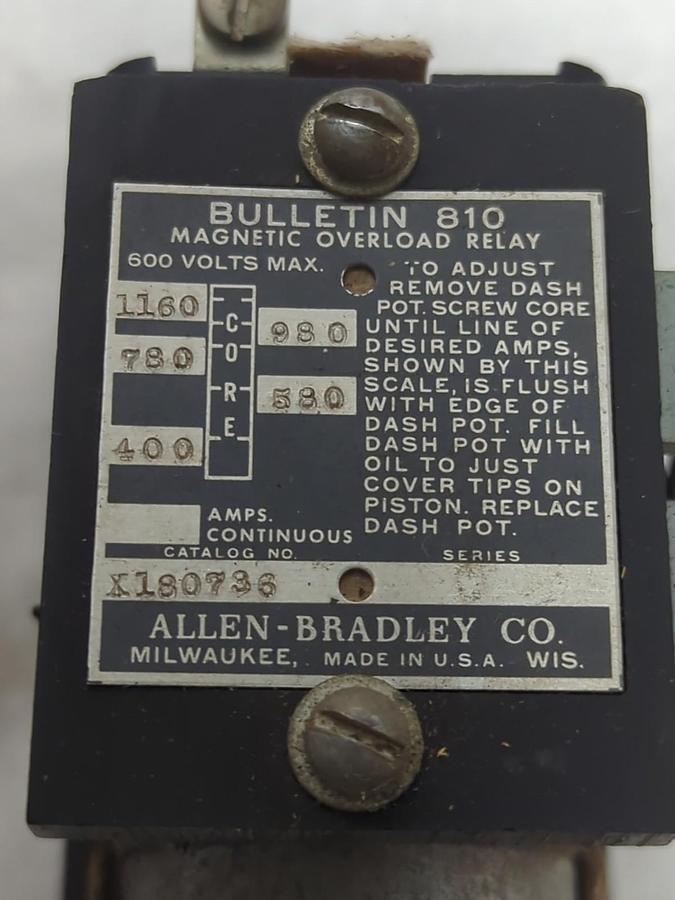 BULLETIN 810
MAGNETIC OVERLOAD RELAY
600 VOLTS MAX.
1160
980
780
580
400
CORE
AMPS.
CONTINUOUS
TO ADJUST
REMOVE DASH
POT. SCREW CORE
UNTIL LINE OF
DESIRED AMPS,
SHOWN BY THIS
SCALE, IS FLUSH
WITH EDGE OF
DASH POT. FILL
DASH POT WITH
OIL TO JUST
COVER TIPS ON
PISTON. REPLACE
DASH POT.
CATALOG NO. SERIES
X180736
ALLEN-BRADLEY CO.
MILWAUKEE, MADE IN U.S.A. WIS.